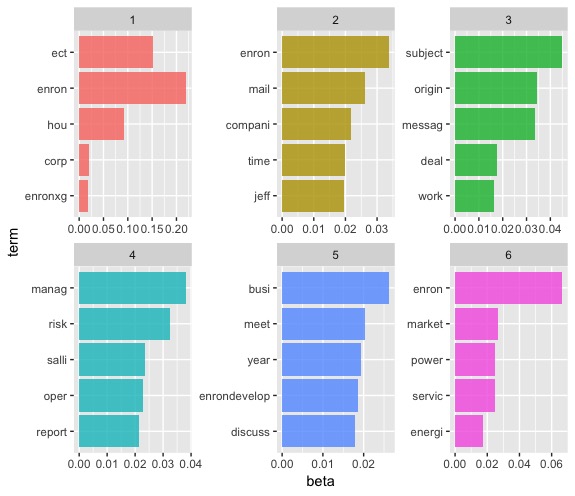 1
2
3
ect
enron
hou
corp
enronxg
0.00 0.05 0.10 0.15 0.20
enron
mail
compani
time
jeff
0.00 0.01 0.02 0.03
subject
origin
messag
deal
work
0.00 0.01 0.02 0.03 0.04
term
4
5
6
manag
risk
salli
oper
report
0.00 0.01 0.02 0.03 0.04
busi
meet
year
enrondevelop
discuss
0.00 0.01 0.02
enron
market
power
servic
energi
0.00 0.02 0.04 0.06
beta